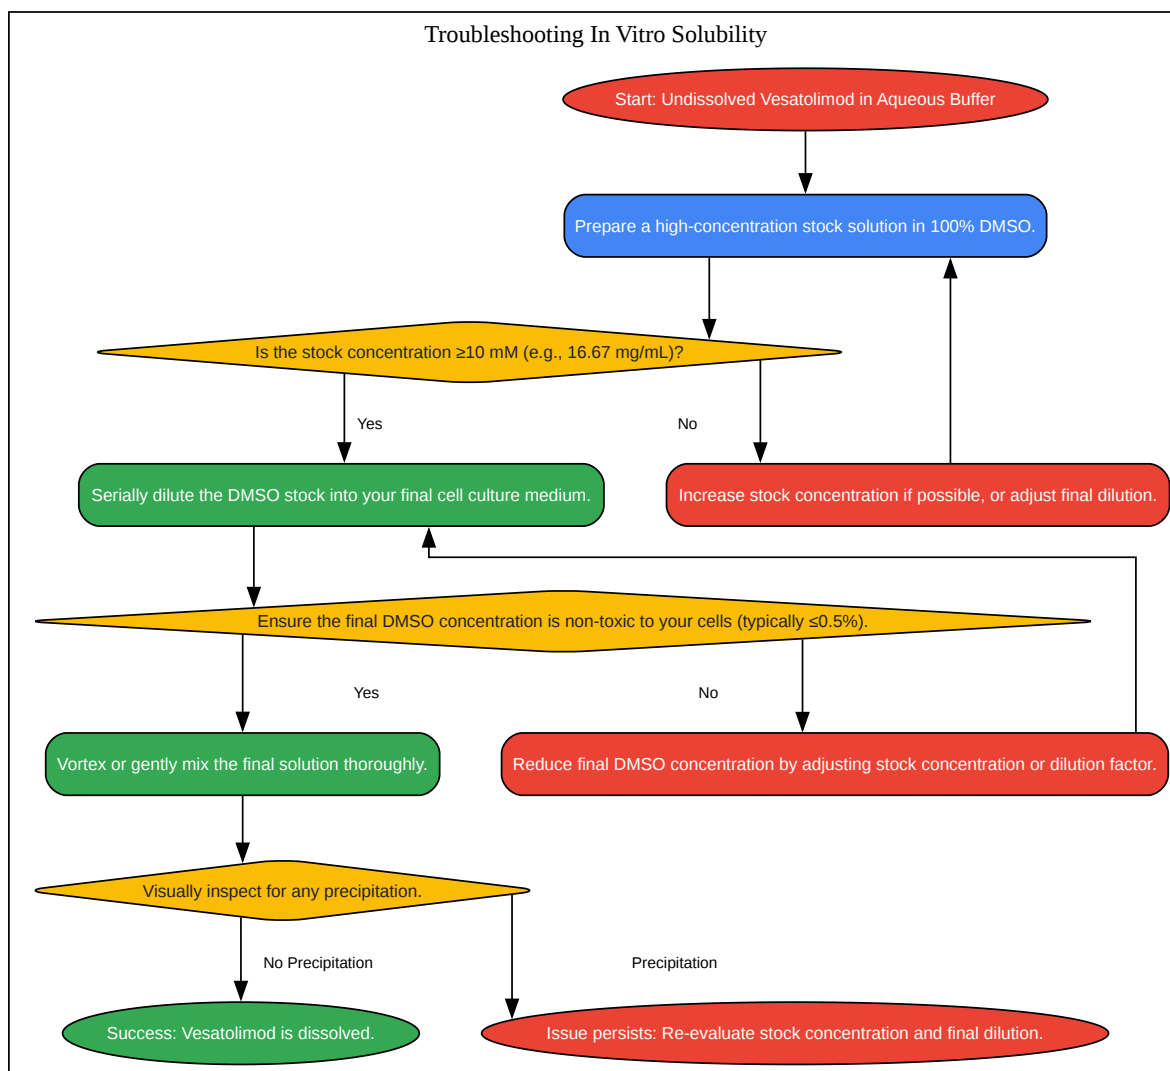 Troubleshooting In Vitro Solubility
Start: Undissolved Vesatolimod in Aqueous Buffer
Prepare a high-concentration stock solution in 100% DMSO.
Is the stock concentration ≥10 mM (e.g., 16.67 mg/mL)?
Yes
No
Serially dilute the DMSO stock into your final cell culture medium.
Increase stock concentration if possible, or adjust final dilution.
Ensure the final DMSO concentration is non-toxic to your cells (typically ≤0.5%).
Yes
No
Vortex or gently mix the final solution thoroughly.
Reduce final DMSO concentration by adjusting stock concentration or dilution factor.
Visually inspect for any precipitation.
No Precipitation
Precipitation
Success: Vesatolimod is dissolved.
Issue persists: Re-evaluate stock concentration and final dilution.